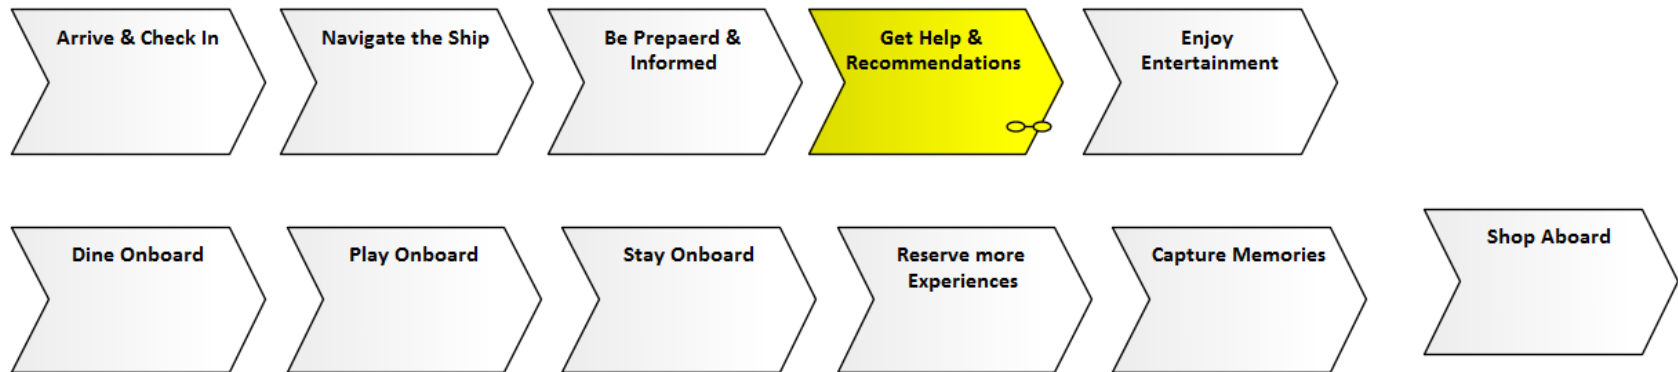 Arrive & Check In
Navigate the Ship
Be Prepaerd &
Informed
Get Help &
Recommendations
Enjoy
Entertainment
Dine Onboard
Play Onboard
Stay Onboard
Reserve more
Experiences
Capture Memories
Shop Aboard